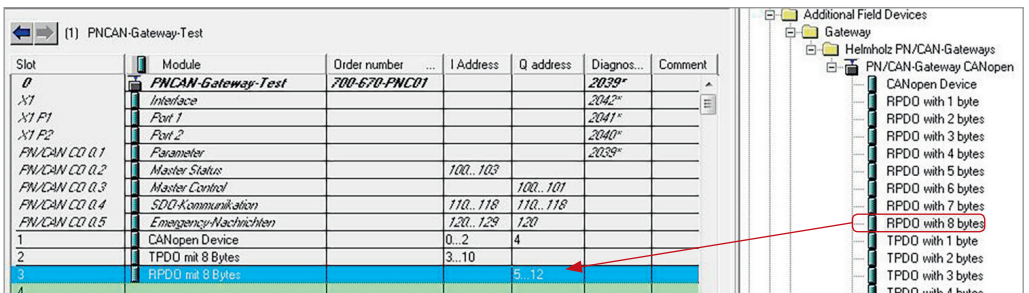 (1) PNCAN-Gateway-Test
Slot Module Order number ... I Address Q address Diagnos... Comment
0 PNCAN-Gateway-Test 700-670-PNC01 2039*
X1 Interface 2042*
X1 P1 Port 1 2041*
X1 P2 Port 2 2040*
PN/CAN CO 0.1 Parameter 2039*
PN/CAN CO 0.2 Master Status 100...103
PN/CAN CO 0.3 Master Control 100...101
PN/CAN CO 0.4 SDO-Kommunikation 110...118 110...118
PN/CAN CO 0.5 Emergency-Nachrichten 120...129 120
1 CANopen Device 0...2 4
2 TPDO mit 8 Bytes 3...10
3 RPDO mit 8 Bytes 5...12
4
Additional Field Devices
Gateway
Helmholz PN/CAN-Gateways
PN/CAN-Gateway CANopen
CANopen Device
RPDO with 1 byte
RPDO with 2 bytes
RPDO with 3 bytes
RPDO with 4 bytes
RPDO with 5 bytes
RPDO with 6 bytes
RPDO with 7 bytes
RPDO with 8 bytes
TPDO with 1 byte
TPDO with 2 bytes
TPDO with 3 bytes
TPDO with 4 bytes